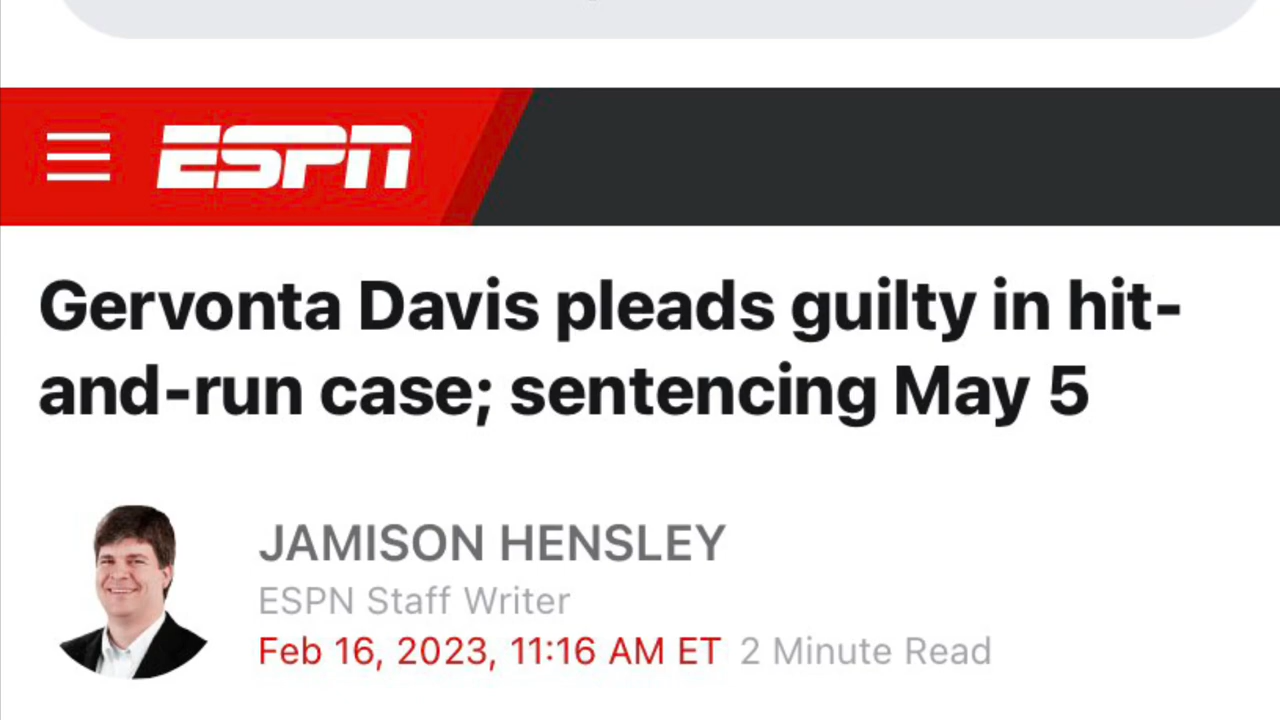 ESPN
Gervonta Davis pleads guilty in hit-
and-run case; sentencing May 5
JAMISON HENSLEY
ESPN Staff Writer
Feb 16, 2023, 11:16 AM ET 2 Minute Read